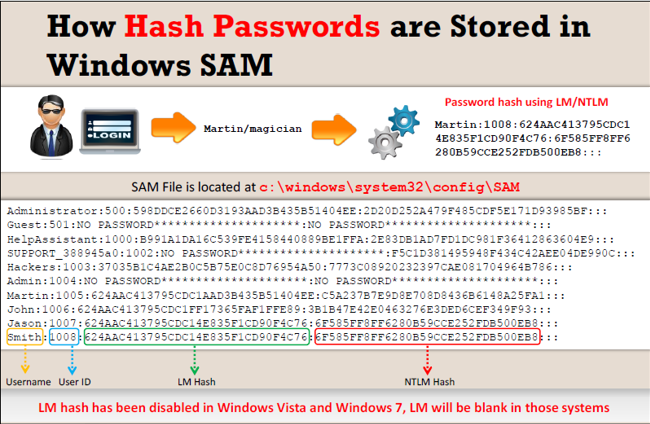 How Hash Passwords are Stored in
Windows SAM
LOGIN
Martin/magician
Password hash using LM/NTLM
Martin:1008:624AAC413795CDC1
4E835F1CD90F4C76:6F585FF8FF6
280B59CCE252FDB500EB8:::
SAM File is located at c:\windows\system32\config\SAM
Administrator:500:598DDCE2660D3193AAD3B435B51404EE:2D20D252A479F485CDF5E171D93985BF:::
Guest:501:NO PASSWORD*********************:NO PASSWORD*********************:::
HelpAssistant:1000:B991A1DA16C539FE4158440889BE1FFA:2E83DB1AD7FD1DC981F36412863604E9:::
SUPPORT_388945a0:1002:NO PASSWORD*********************:F5C1D381495948F434C42AEE04DE990C:::
Hackers:1003:37035B1C4AE2B0C5B75E0C8D76954A50:7773C08920232397CAE081704964B786:::
Admin:1004:NO PASSWORD*********************:NO PASSWORD*********************:::
Martin:1005:624AAC413795CDC1AAD3B435B51404EE:C5A237B7E9D8E708D8436B6148A25FA1:::
John:1006:624AAC413795CDC1FF17365FAF1FFE89:3B1B47E42E0463276E3DED6CEF349F93:::
Jason:1007:624AAC413795CDC14E835F1CD90F4C76:6F585FF8FF6280B59CCE252FDB500EB8:::
Smith:1008:624AAC413795CDC14E835F1CD90F4C76:6F585FF8FF6280B59CCE252FDB500EB8:::
Username User ID LM Hash NTLM Hash
LM hash has been disabled in Windows Vista and Windows 7, LM will be blank in those systems